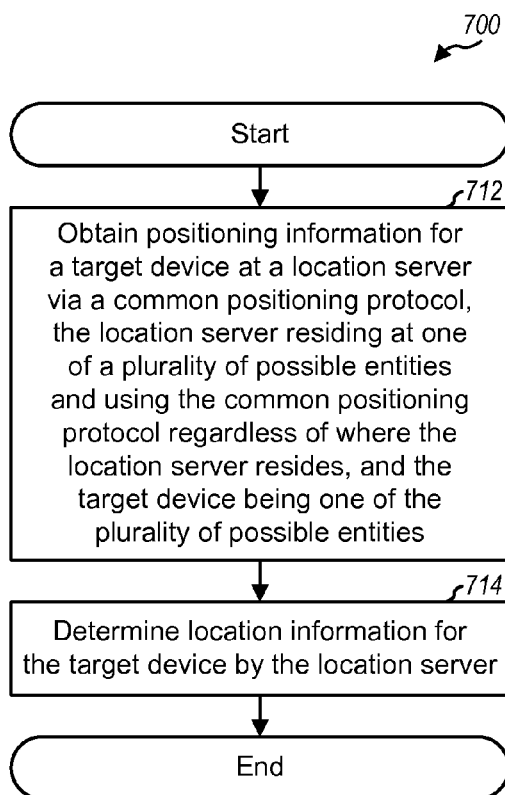 700
Start
712
Obtain positioning information for
a target device at a location server
via a common positioning protocol,
the location server residing at one
of a plurality of possible entities
and using the common positioning
protocol regardless of where the
location server resides, and the
target device being one of the
plurality of possible entities
714
Determine location information for
the target device by the location server
End